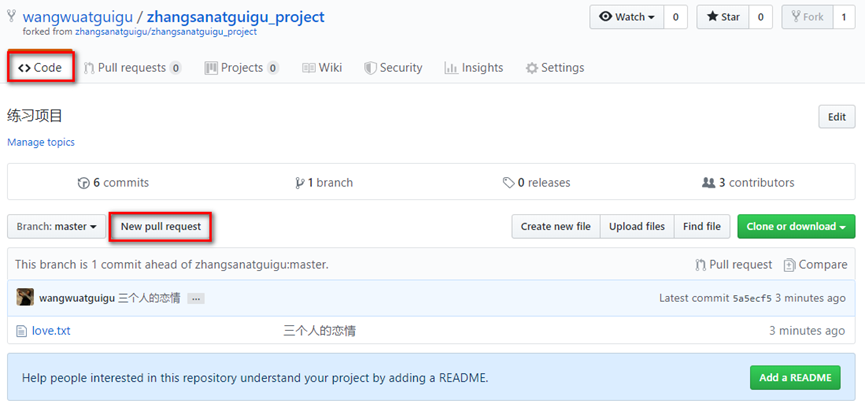 wangwuatguigu / zhangsanatguigu_project
Watch 0 Star 0 Fork 1
forked from zhangsanatguigu/zhangsanatguigu_project
Code Pull requests 0 Projects 0 Wiki Security Insights Settings
练习项目 Edit
Manage topics
6 commits 1 branch 0 releases 3 contributors
Branch: master New pull request Create new file Upload files Find file Clone or download
This branch is 1 commit ahead of zhangsanatguigu:master. Pull request Compare
wangwuatguigu 三个人的恋情 ... Latest commit 5a5ecf5 3 minutes ago
love.txt 三个人的恋情 3 minutes ago
Help people interested in this repository understand your project by adding a README. Add a README